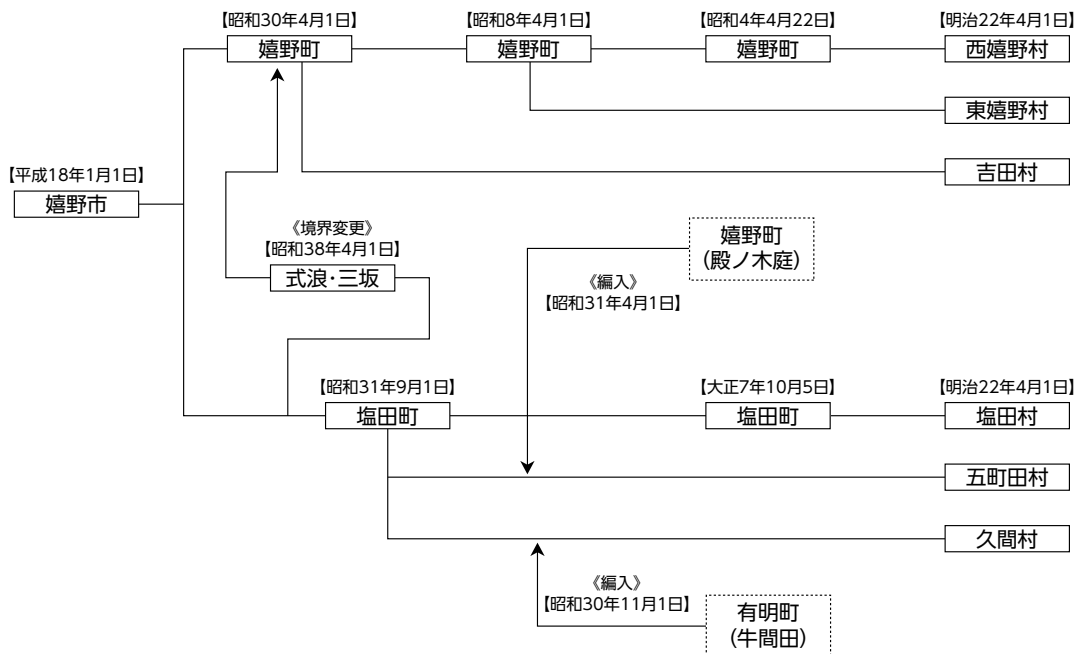 【昭和30年4月1日】
嬉野町
【昭和8年4月1日】
嬉野町
【昭和4年4月22日】
嬉野町
【明治22年4月1日】
西嬉野村
東嬉野村
吉田村
【平成18年1月1日】
嬉野市
《境界変更》
【昭和38年4月1日】
式浪・三坂
嬉野町
(殿ノ木庭)
《編入》
【昭和31年4月1日】
【昭和31年9月1日】
塩田町
【大正7年10月5日】
塩田町
【明治22年4月1日】
塩田村
五町田村
久間村
《編入》
【昭和30年11月1日】
有明町
(牛間田)